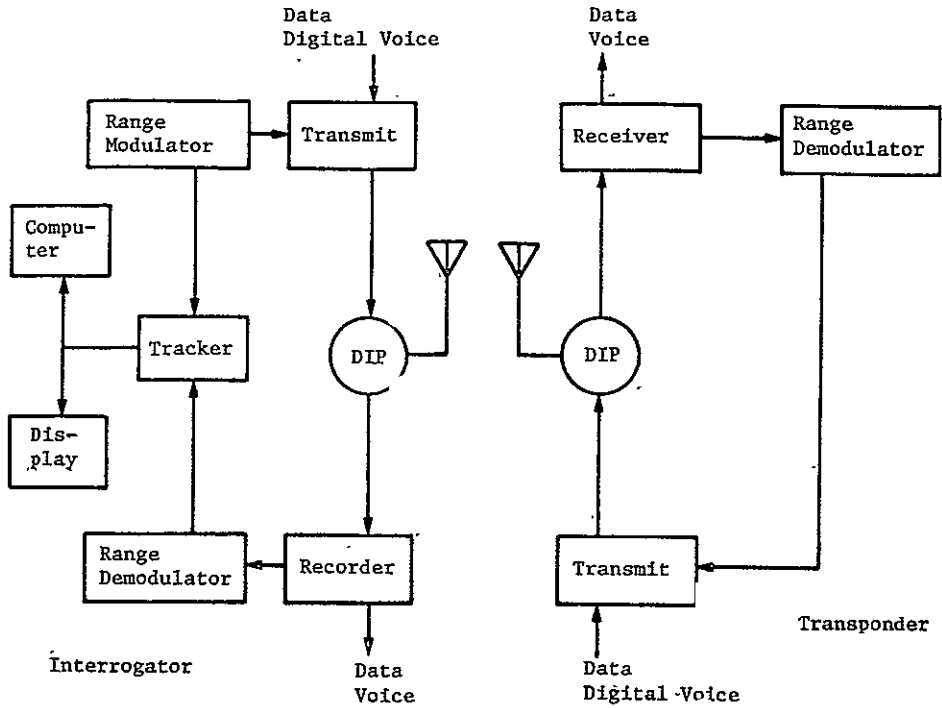 Data
Digital Voice
Data
Voice
Range
Modulator
Transmit
Receiver
Range
Demodulator
Compu-
ter
Tracker
DIP
DIP
Dis-
play
Range
Demodulator
Recorder
Transmit
Transponder
Interrogator
Data
Voice
Data
Digital Voice